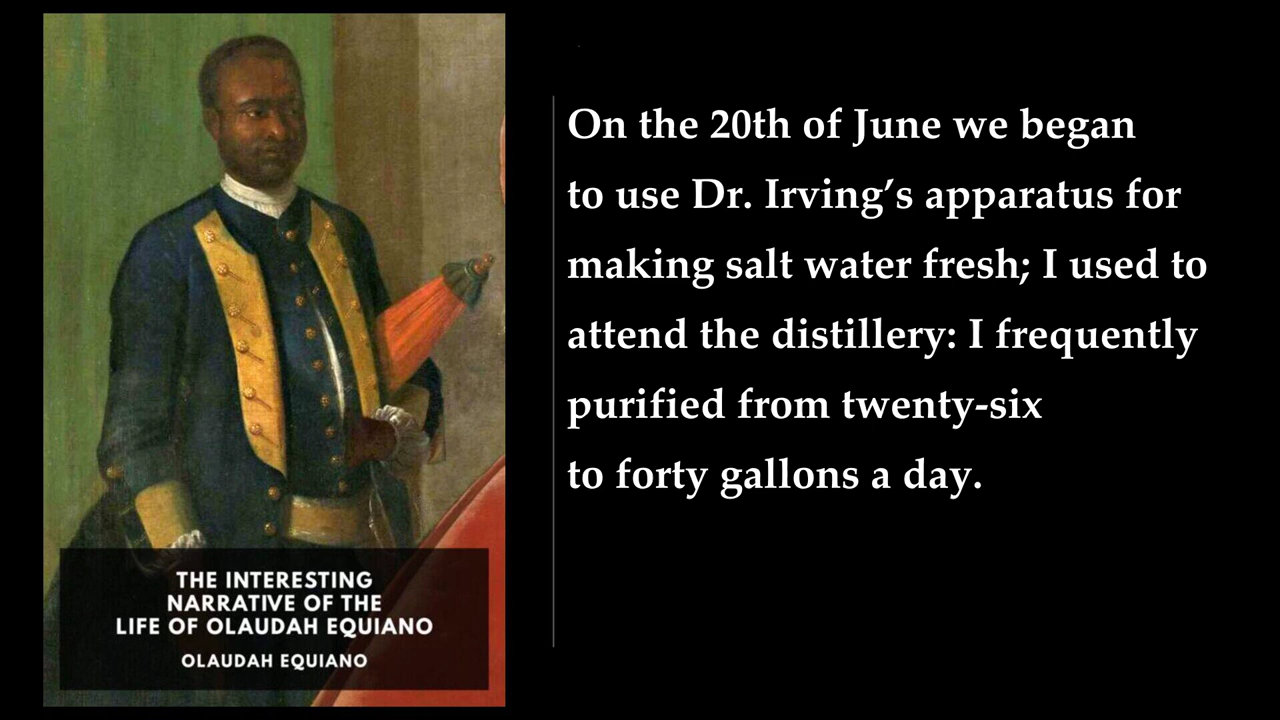 THE INTERESTING
NARRATIVE OF THE
LIFE OF OLAUDAH EQUIANO
OLAUDAH EQUIANO
On the 20th of June we began
to use Dr. Irving’s apparatus for
making salt water fresh; I used to
attend the distillery: I frequently
purified from twenty-six
to forty gallons a day.